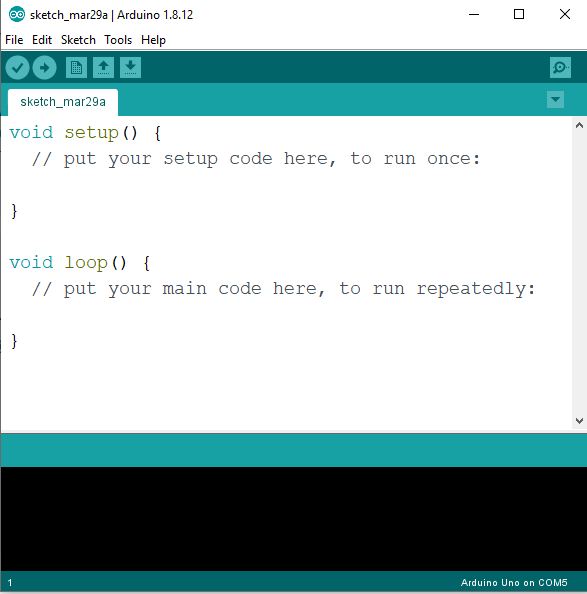 sketch_mar29a | Arduino 1.8.12
File Edit Sketch Tools Help
sketch_mar29a
void setup() {
  // put your setup code here, to run once:
}
void loop() {
  // put your main code here, to run repeatedly:
}
1 Arduino Uno on COM5